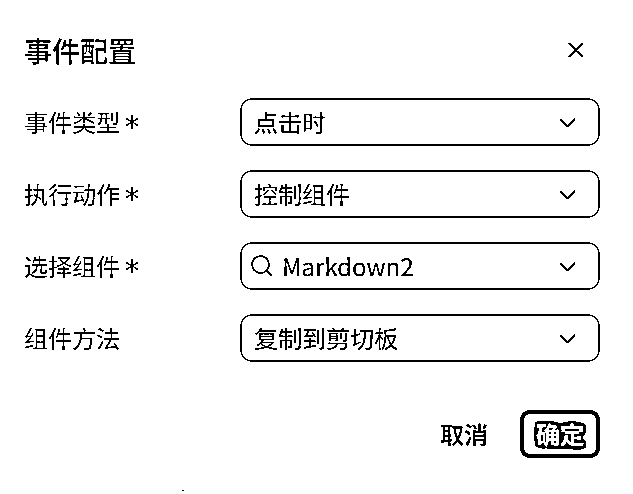 事件配置
事件类型* 点击时
执行动作* 控制组件
选择组件* Markdown2
组件方法 复制到剪切板
取消 确定